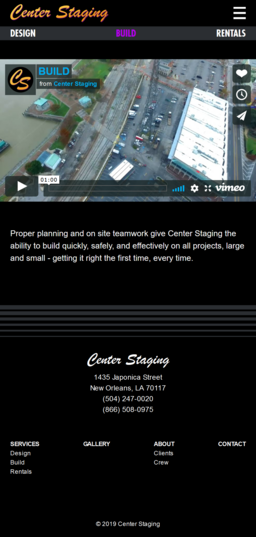 Center Staging
DESIGN BUILD RENTALS
CS
BUILD
from Center Staging
01:00
vimeo
Proper planning and on site teamwork give Center Staging the
ability to build quickly, safely, and effectively on all projects, large
and small - getting it right the first time, every time.
Center Staging
1435 Japonica Street
New Orleans, LA 70117
(504) 247-0020
(866) 508-0975
SERVICES GALLERY ABOUT CONTACT
Design Clients
Build Crew
Rentals
© 2019 Center Staging